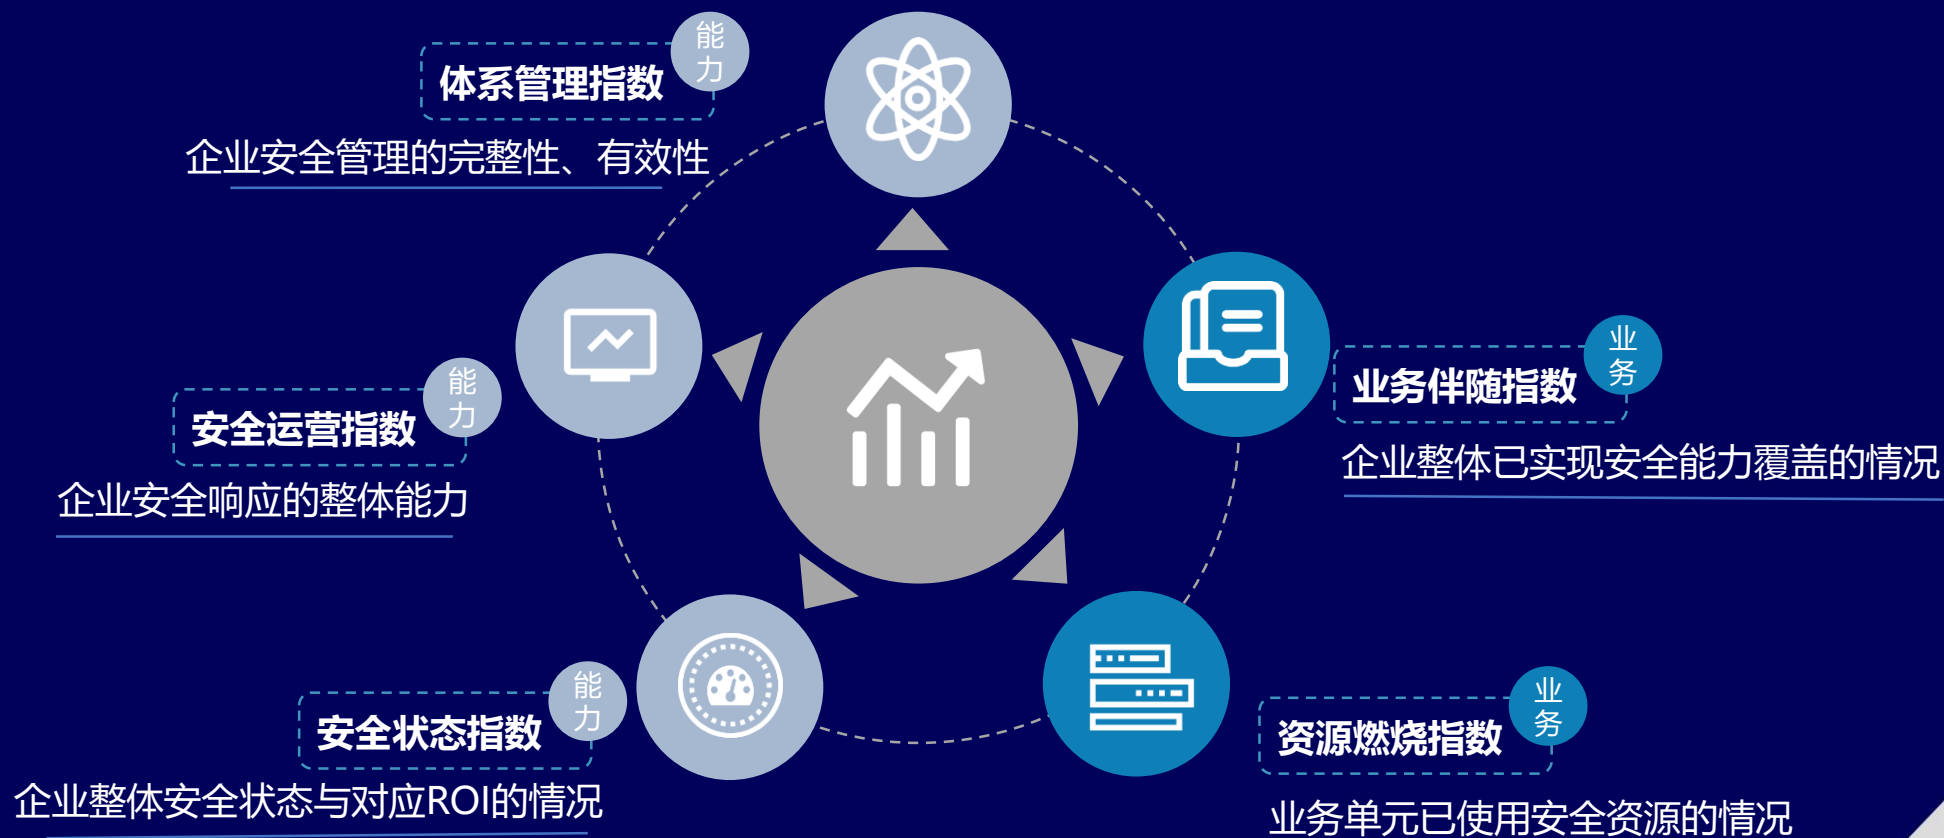 能
力
体系管理指数
企业安全管理的完整性、有效性
能
力
安全运营指数
企业安全响应的整体能力
能
力
安全状态指数
企业整体安全状态与对应ROI的情况
业
务
业务伴随指数
企业整体已实现安全能力覆盖的情况
业
务
资源燃烧指数
业务单元已使用安全资源的情况